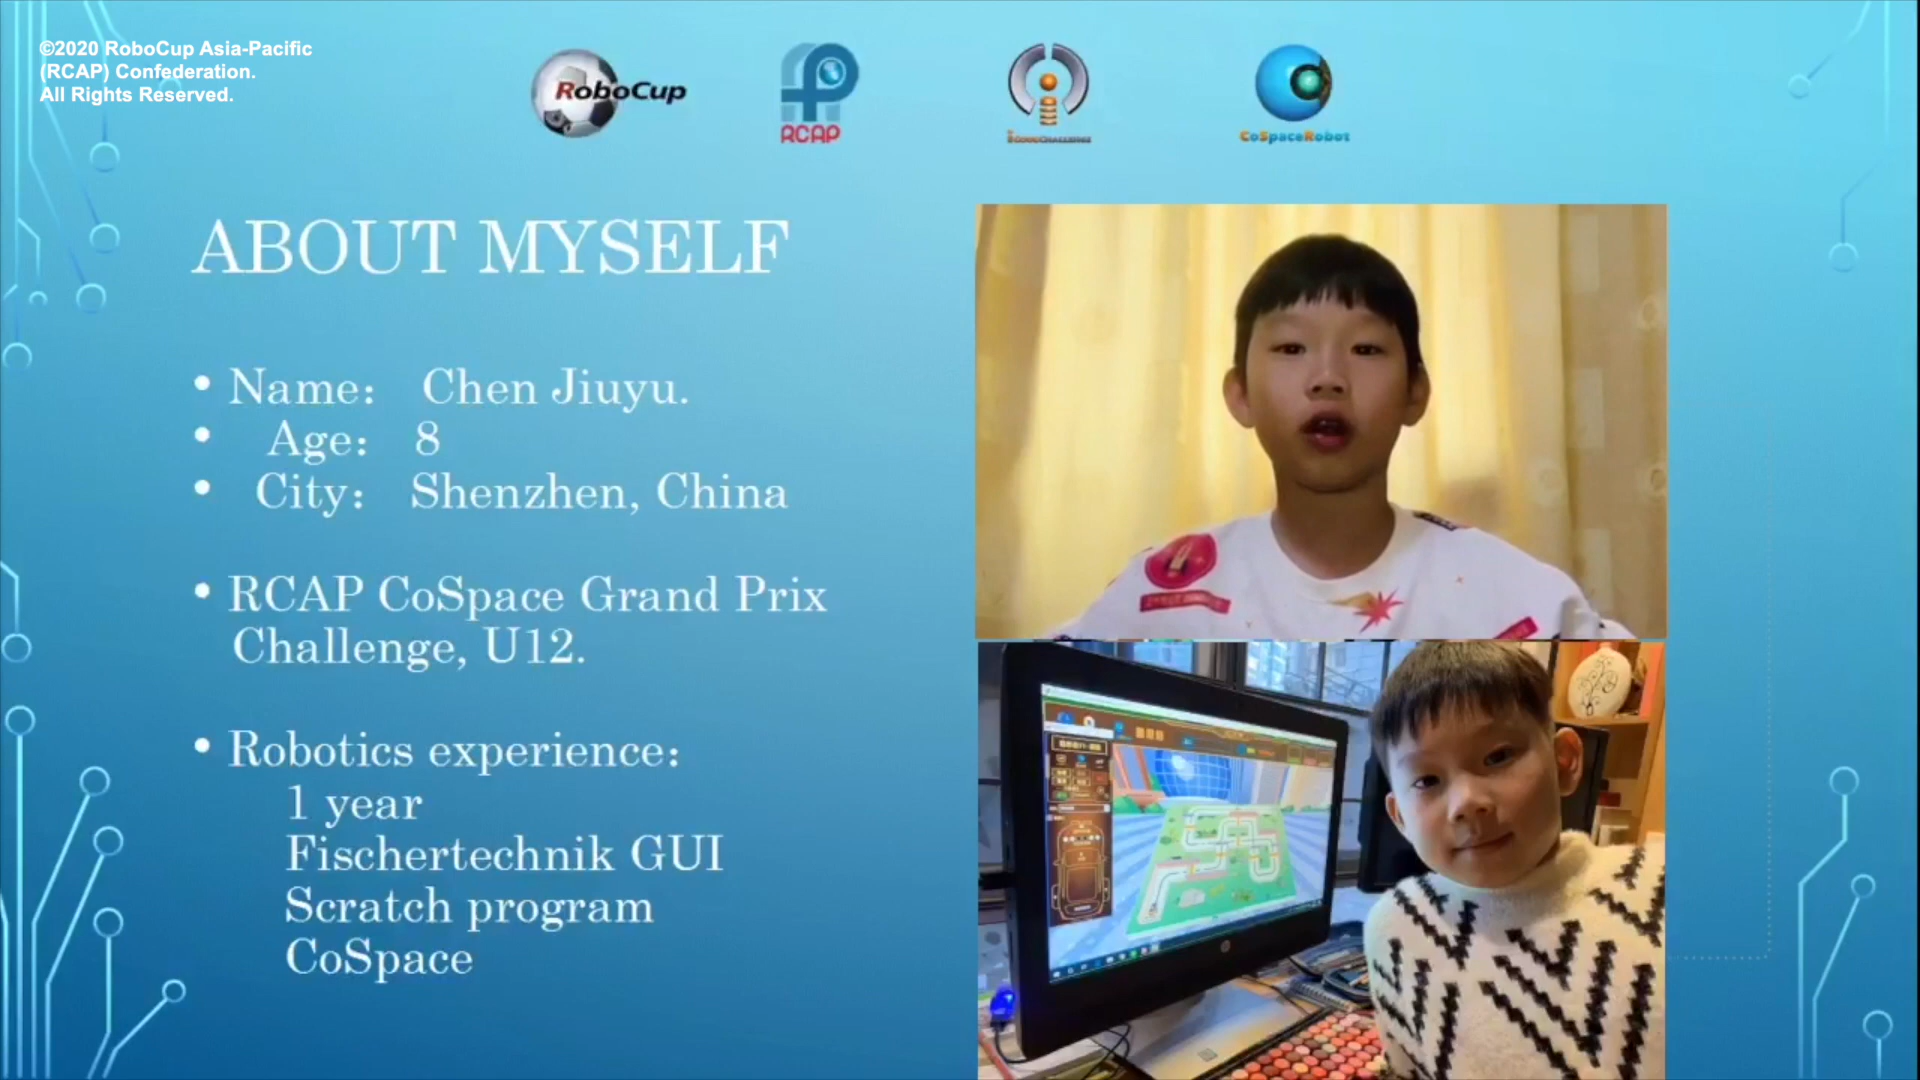 ©2020 RoboCup Asia-Pacific
(RCAP) Confederation.
All Rights Reserved.
RoboCup
RCAP
CoSpaceRobot
ABOUT MYSELF
• Name： Chen Jiuyu.
• Age： 8
• City： Shenzhen, China
• RCAP CoSpace Grand Prix
Challenge, U12.
• Robotics experience：
1 year
Fischertechnik GUI
Scratch program
CoSpace